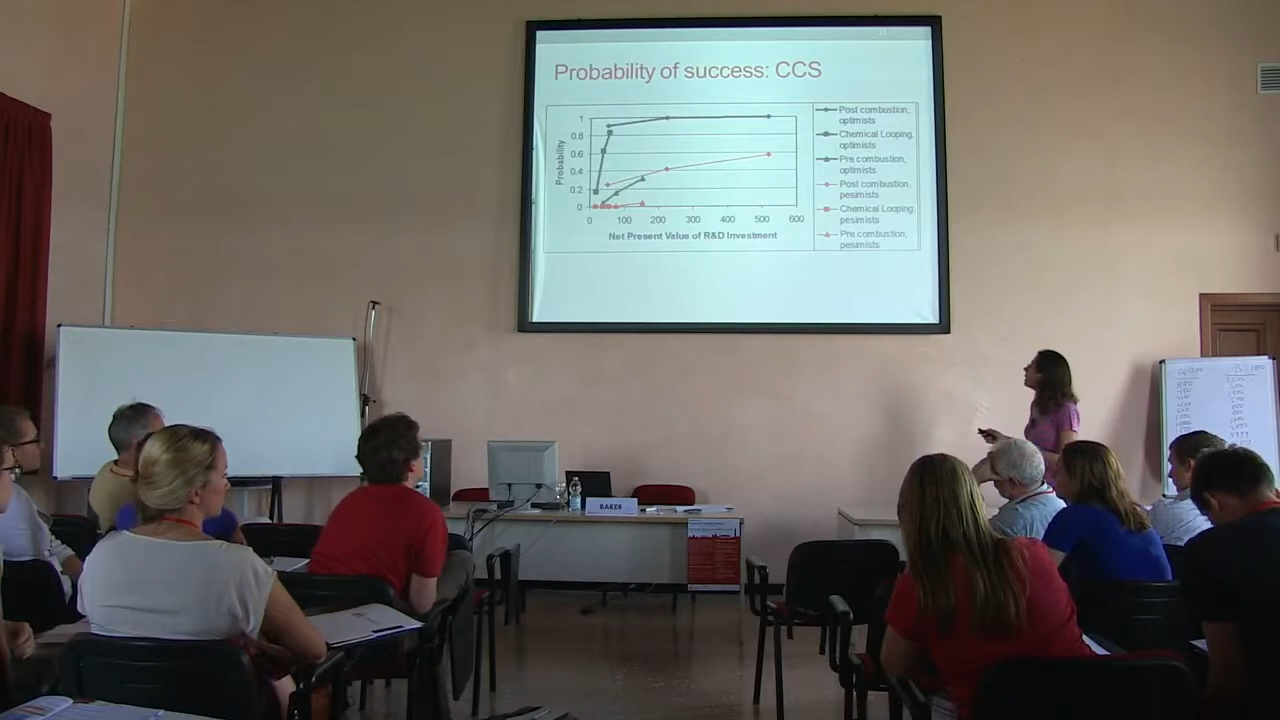 Probability of success: CCS
1
0.8
0.6
0.4
0.2
0
Probability
0 100 200 300 400 500 600
Net Present Value of R&D Investment
Post combustion,
optimists
Chemical Looping,
optimists
Pre combustion,
optimists
Post combustion,
pesimists
Chemical Looping,
pesimists
Pre combustion,
pesimists
BAKER